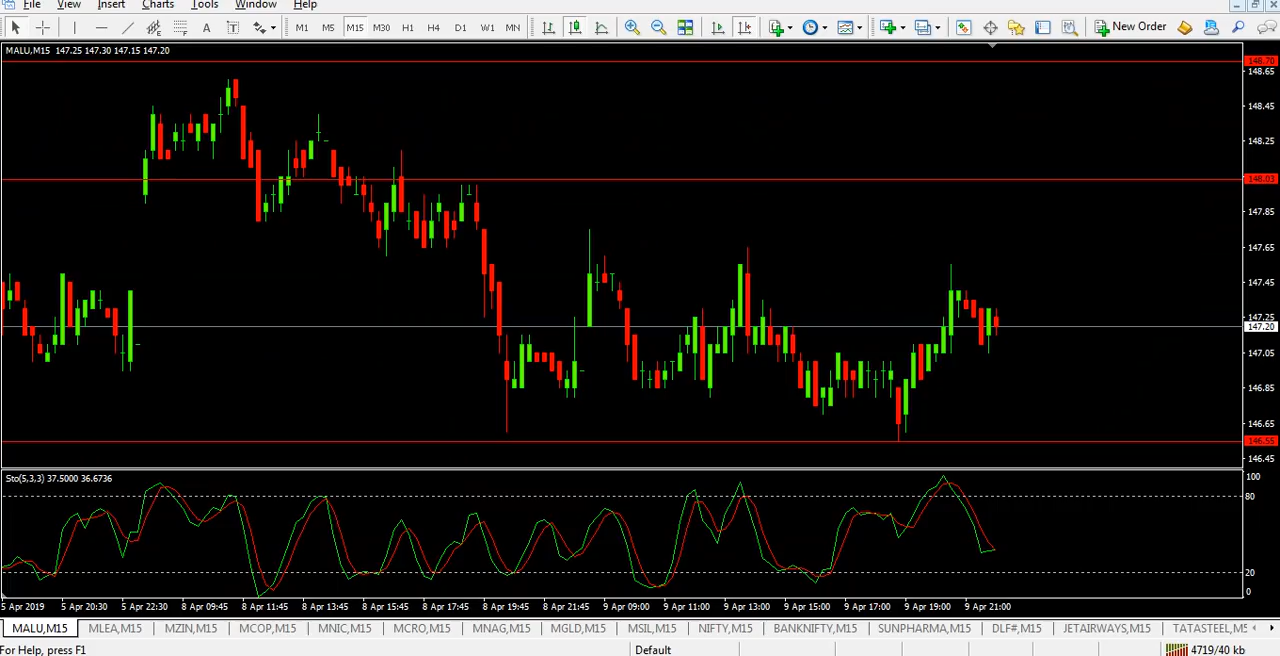 File View Insert Charts Tools Window Help
A T M1 M5 M15 M30 H1 H4 D1 W1 MN New Order
MALU,M15 147.25 147.30 147.15 147.20
148.70
148.65
148.45
148.25
148.03
147.85
147.65
147.45
147.25
147.20
147.05
146.85
146.65
146.55
146.45
Sto(5,3,3) 37.5000 36.6736
100
80
20
0
5 Apr 2019 5 Apr 20:30 5 Apr 22:30 8 Apr 09:45 8 Apr 11:45 8 Apr 13:45 8 Apr 15:45 8 Apr 17:45 8 Apr 19:45 8 Apr 21:45 9 Apr 09:00 9 Apr 11:00 9 Apr 13:00 9 Apr 15:00 9 Apr 17:00 9 Apr 19:00 9 Apr 21:00
MALU,M15 MLEA,M15 MZIN,M15 MCOP,M15 MNIC,M15 MCRO,M15 MNAG,M15 MGLD,M15 MSIL,M15 NIFTY,M15 BANKNIFTY,M15 SUNPHARMA,M15 DLF#,M15 JETAIRWAYS,M15 TATASTEEL,M
For Help, press F1 Default 4719/40 kb